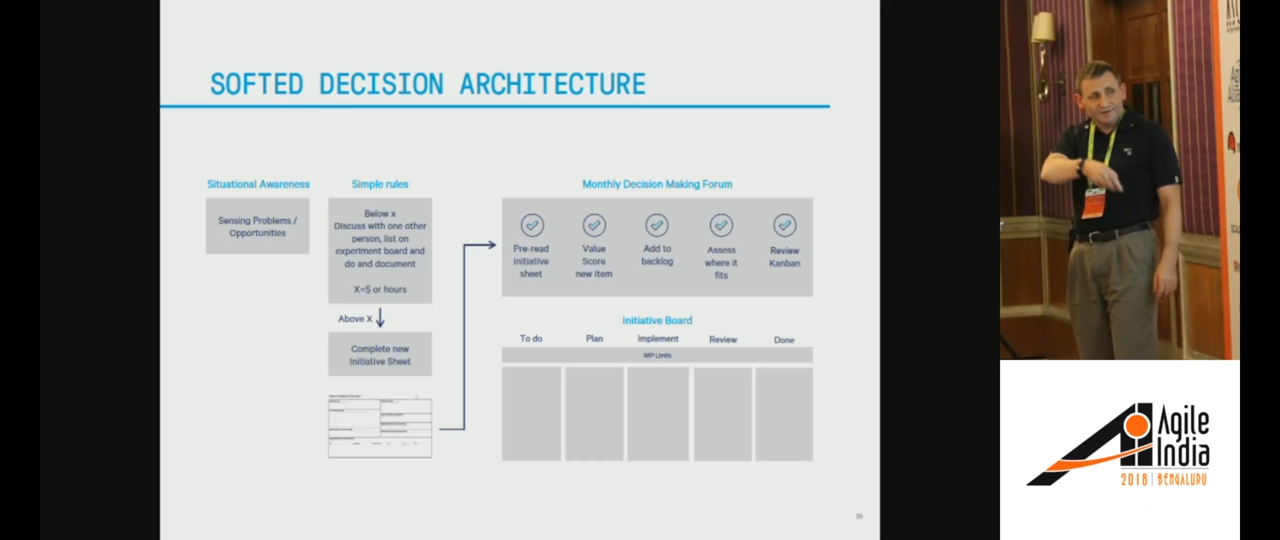 SOFTED DECISION ARCHITECTURE
Situational Awareness
Sensing Problems /
Opportunities
Simple rules
Below x
Discuss with one other
person, list on
experiment board and
do and document
X=$ or hours
Above X
Complete new
Initiative Sheet
Monthly Decision Making Forum
Pre-read
initiative
sheet
Value
Score
new item
Add to
backlog
Assess
where it
fits
Review
Kanban
Initiative Board
To do
Plan
Implement
Review
Done
WIP Limits
29
Agile
India
2018 | BENGALURU